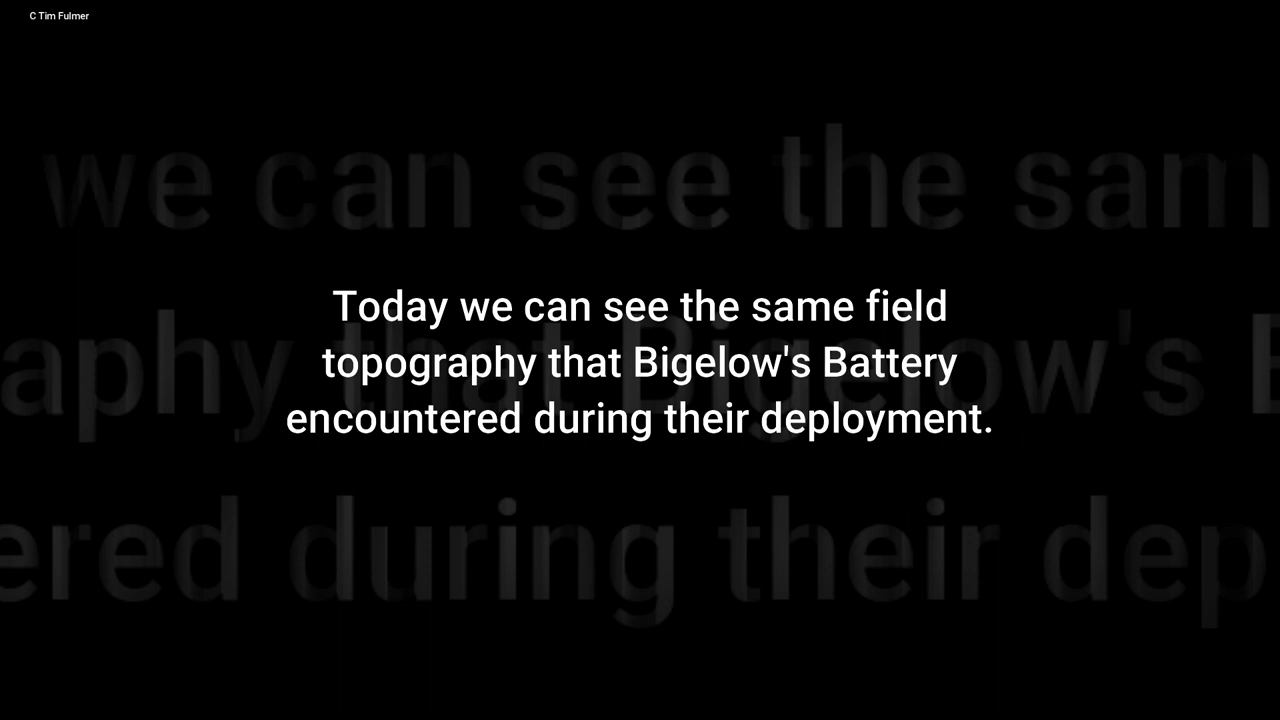 C Tim Fulmer
we can see the sam
Today we can see the same field
topography that Bigelow's Battery
encountered during their deployment.
aphy that Bigelow's B
ered during their dep